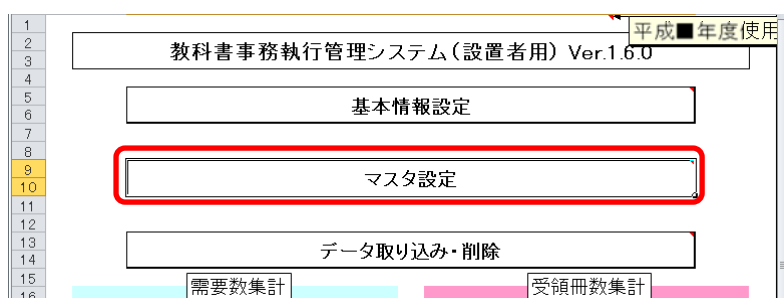 平成■年度使用
教科書事務執行管理システム（設置者用） Ver.1.6.0
基本情報設定
マスタ設定
データ取り込み・削除
需要数集計 受領冊数集計
1
2
3
4
5
6
7
8
9
10
11
12
13
14
15
16